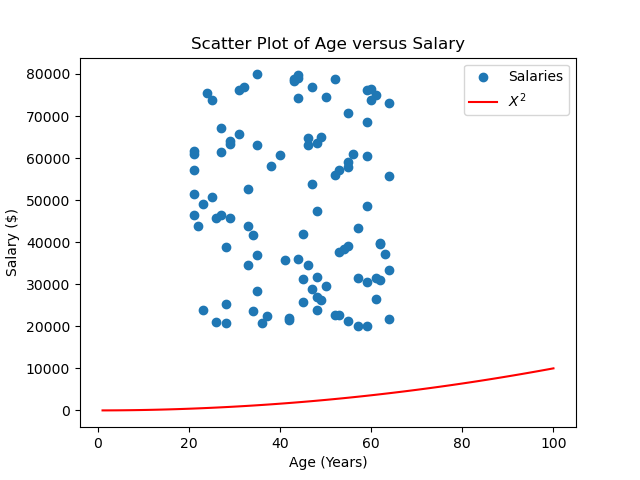 Scatter Plot of Age versus Salary
Salaries
X²
80000
70000
60000
50000
40000
30000
20000
10000
0
Salary ($)
0 20 40 60 80 100
Age (Years)